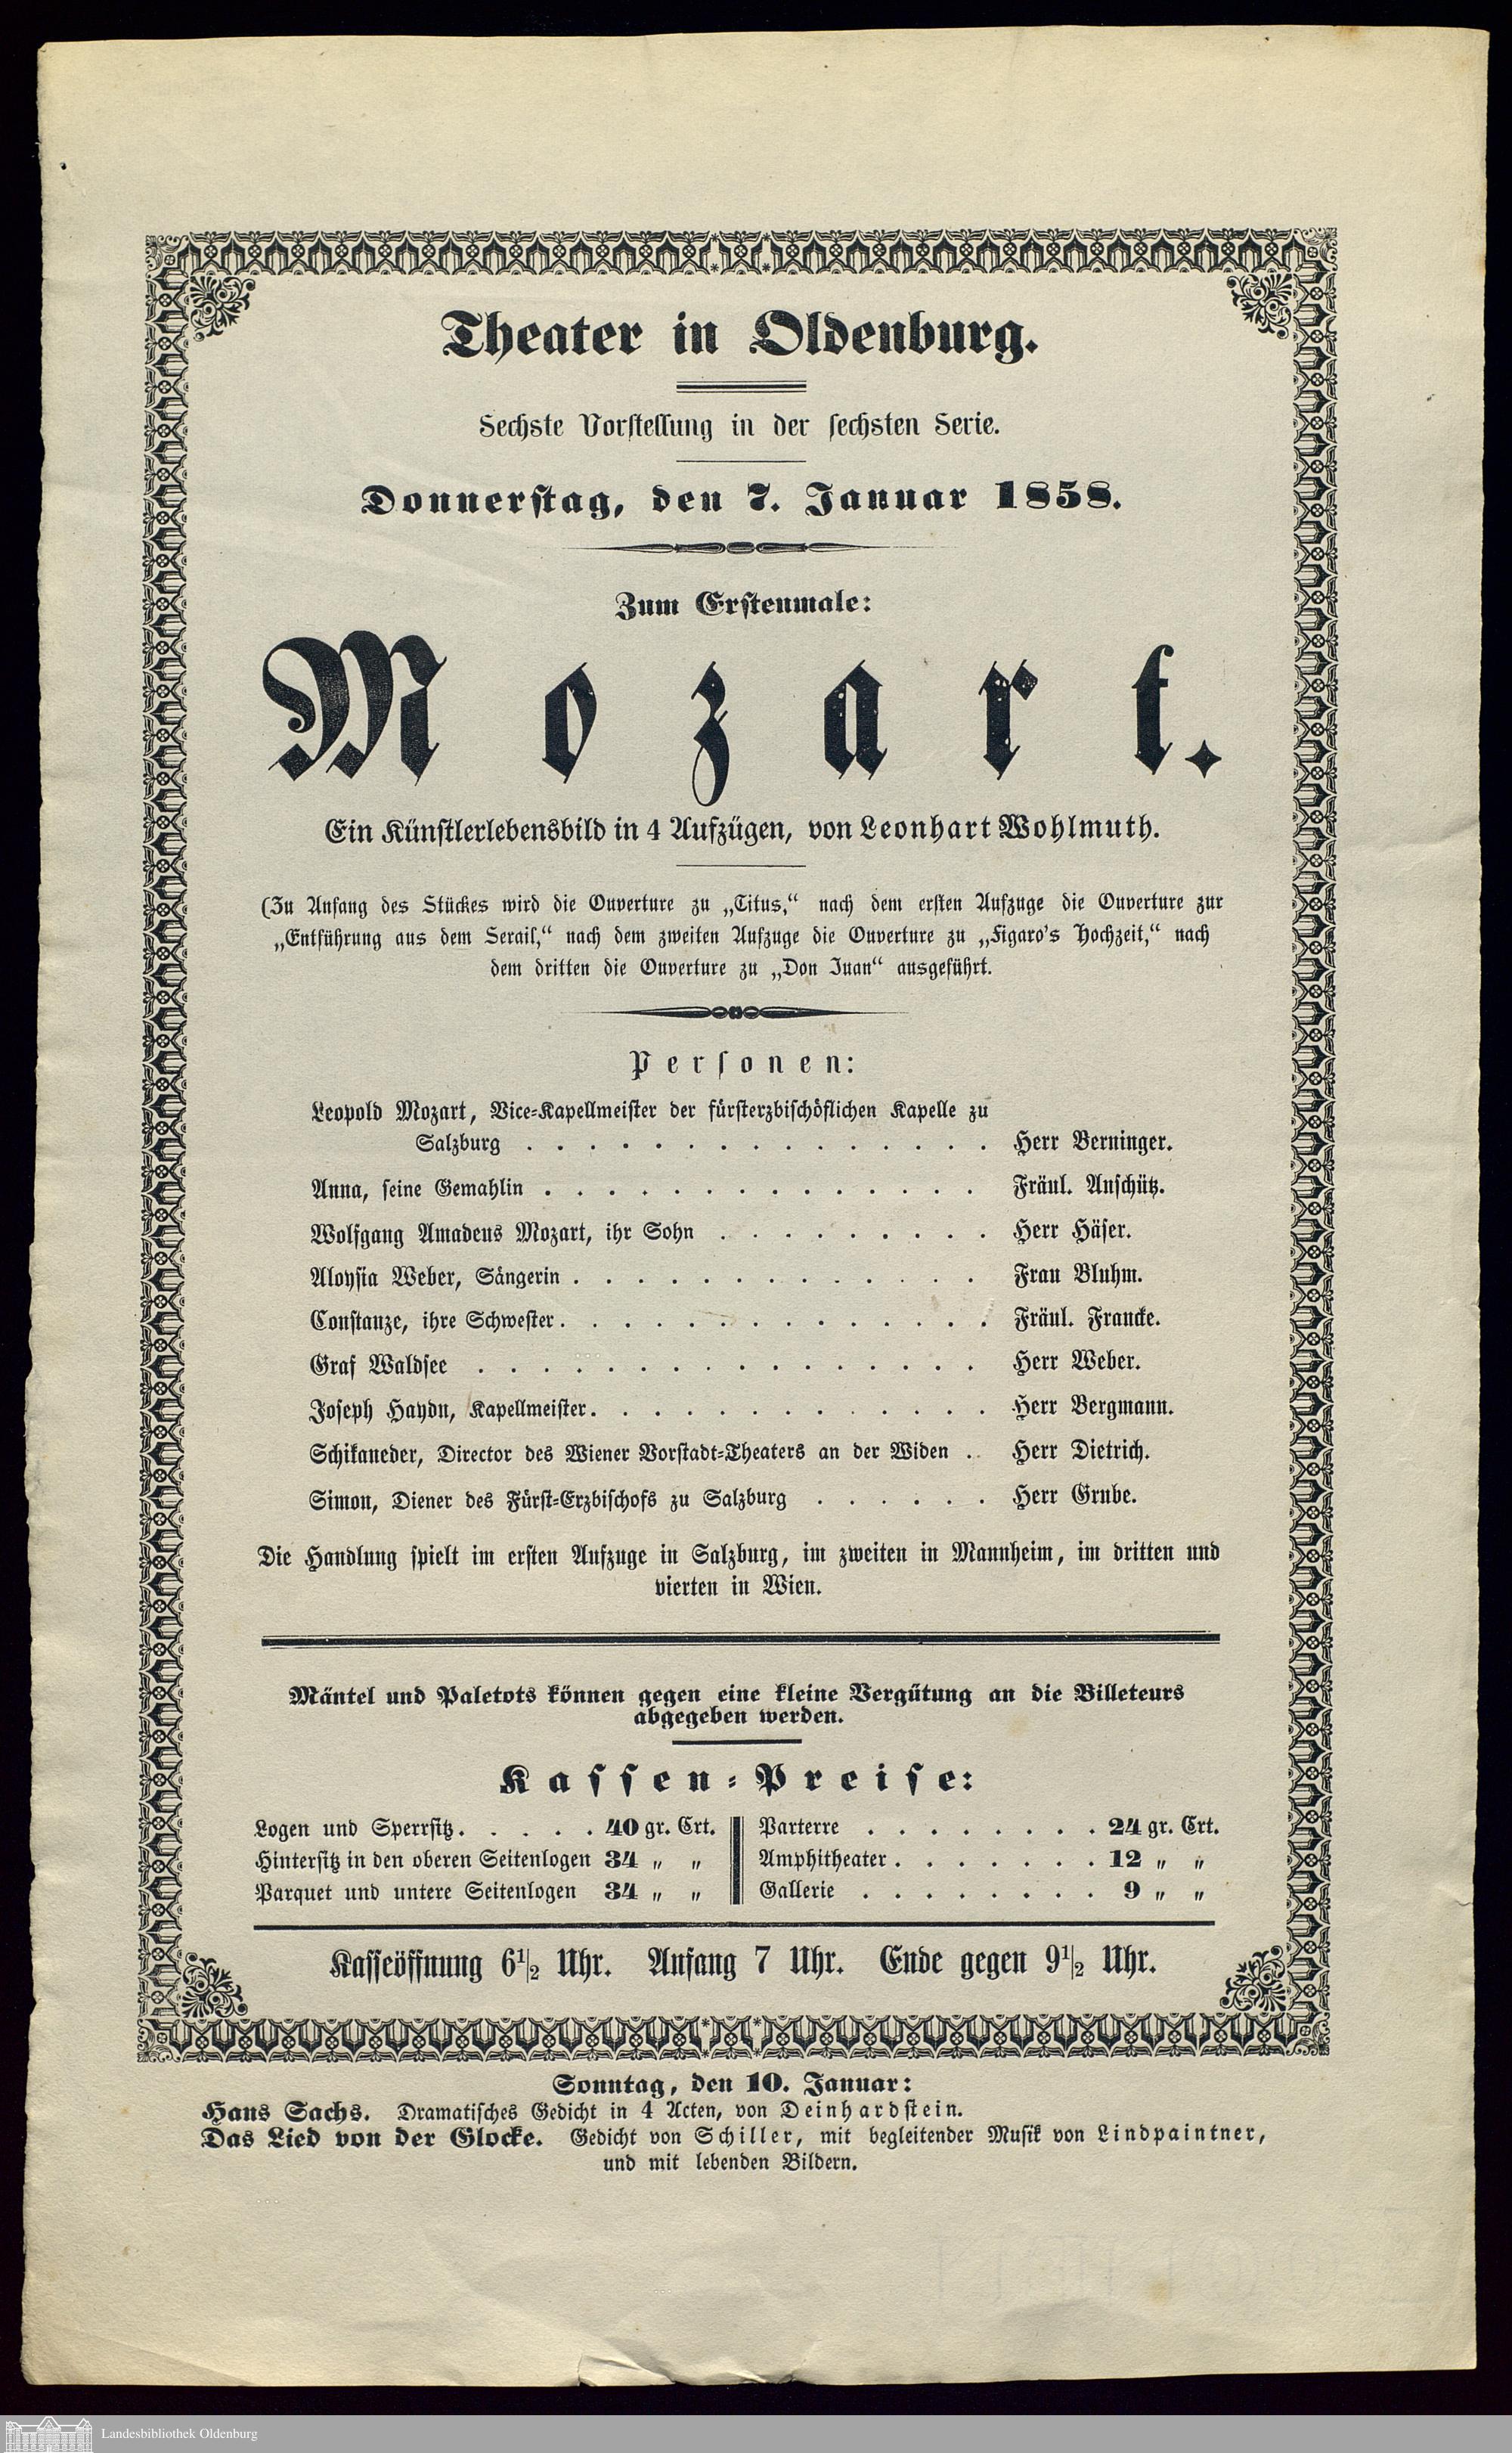 Theater in Oldenburg.
Sechste Vorstellung in der sechsten Serie.
Donnerstag, den 7. Januar 1858.
Zum Erstenmale:
Mozart.
Ein Künstlerlebensbild in 4 Aufzügen, von Leonhart Wohlmuth.
(Zu Anfang des Stückes wird die Ouverture zu „Titus,“ nach dem ersten Aufzuge die Ouverture zur
„Entführung aus dem Serail,“ nach dem zweiten Aufzuge die Ouverture zu „Figaro's Hochzeit,“ nach
dem dritten die Ouverture zu „Don Juan“ ausgeführt.
Personen:
Leopold Mozart, Vice-Kapellmeister der fürsterzbischöflichen Kapelle zu
Salzburg . . . . . . . . . . . . . . . Herr Berninger.
Anna, seine Gemahlin . . . . . . . . . . . . . . Fräul. Anschütz.
Wolfgang Amadeus Mozart, ihr Sohn . . . . . . . . . Herr Häser.
Aloysia Weber, Sängerin . . . . . . . . . . . . . Frau Bluhm.
Constanze, ihre Schwester . . . . . . . . . . . . . . Fräul. Francke.
Graf Waldsee . . . . . . . . . . . . . . . . Herr Weber.
Joseph Haydn, Kapellmeister . . . . . . . . . . . . . Herr Bergmann.
Schikaneder, Director des Wiener Vorstadt-Theaters an der Widen . . Herr Dietrich.
Simon, Diener des Fürst-Erzbischofs zu Salzburg . . . . . . Herr Grube.
Die Handlung spielt im ersten Aufzuge in Salzburg, im zweiten in Mannheim, im dritten und
vierten in Wien.
Mäntel und Paletots können gegen eine kleine Vergütung an die Billeteurs
abgegeben werden.
Kassen-Preise:
Logen und Sperrsitz . . . . . 40 gr. Crt.
Hintersitz in den oberen Seitenlogen 34 „ „
Parquet und untere Seitenlogen 34 „ „
Parterre . . . . . . . . 24 gr. Crt.
Amphitheater . . . . . . . 12 „ „
Gallerie . . . . . . . . 9 „ „
Kasseöffnung 6½ Uhr. Anfang 7 Uhr. Ende gegen 9½ Uhr.
Sonntag, den 10. Januar:
Hans Sachs. Dramatisches Gedicht in 4 Acten, von Deinhardstein.
Das Lied von der Glocke. Gedicht von Schiller, mit begleitender Musik von Lindpaintner,
und mit lebenden Bildern.
Landesbibliothek Oldenburg